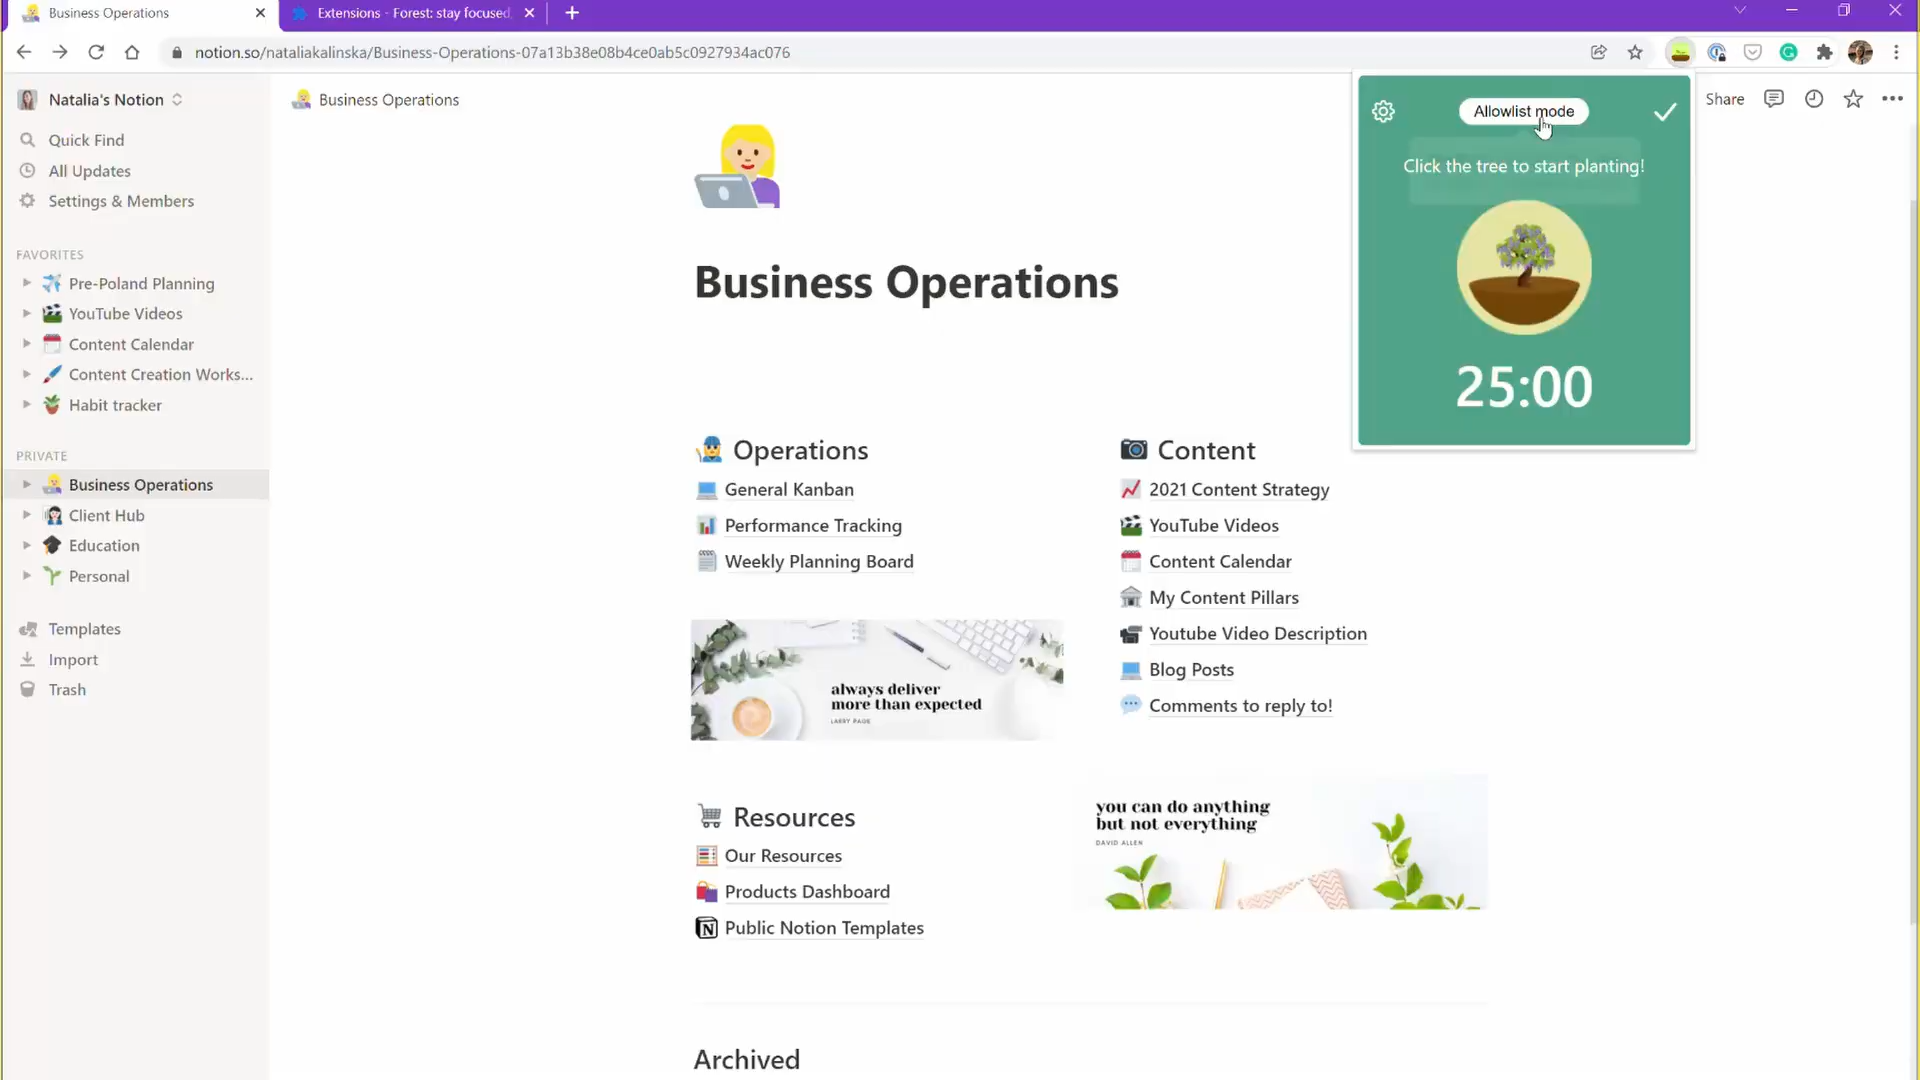 Business Operations
Extensions - Forest: stay focused,
notion.so/nataliakalinska/Business-Operations-07a13b38e08b4ce0ab5c0927934ac076
Natalia's Notion
Business Operations
Share
Quick Find
All Updates
Settings & Members
FAVORITES
Pre-Poland Planning
YouTube Videos
Content Calendar
Content Creation Works...
Habit tracker
PRIVATE
Business Operations
Client Hub
Education
Personal
Templates
Import
Trash
Allowlist mode
Click the tree to start planting!
25:00
Business Operations
Operations
General Kanban
Performance Tracking
Weekly Planning Board
always deliver
more than expected
LARRY PAGE
Resources
Our Resources
Products Dashboard
Public Notion Templates
Content
2021 Content Strategy
YouTube Videos
Content Calendar
My Content Pillars
Youtube Video Description
Blog Posts
Comments to reply to!
you can do anything
but not everything
DAVID ALLEN
Archived